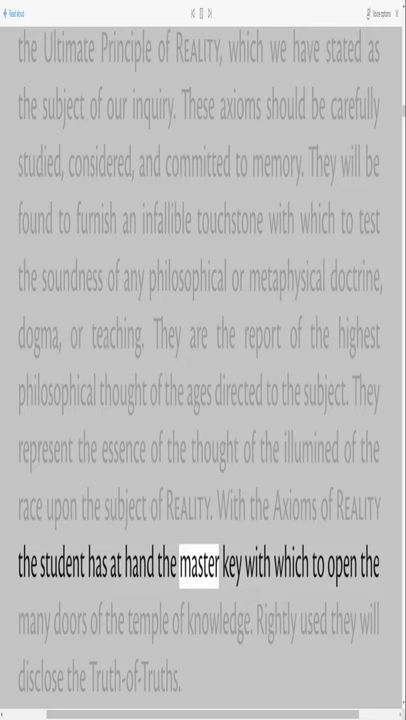 Read aloud
Voice options
the Ultimate Principle of REALITY, which we have stated as
the subject of our inquiry. These axioms should be carefully
studied, considered, and committed to memory. They will be
found to furnish an infallible touchstone with which to test
the soundness of any philosophical or metaphysical doctrine,
dogma, or teaching. They are the report of the highest
philosophical thought of the ages directed to the subject. They
represent the essence of the thought of the illumined of the
race upon the subject of REALITY. With the Axioms of REALITY
the student has at hand the master key with which to open the
many doors of the temple of knowledge. Rightly used they will
disclose the Truth-of-Truths.